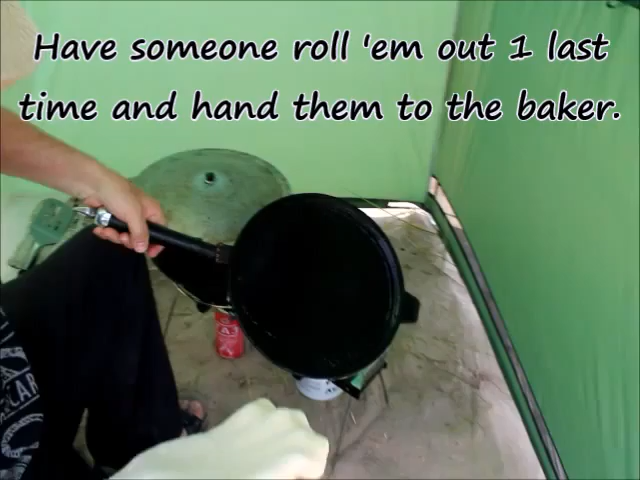 Have someone roll 'em out 1 last
time and hand them to the baker.